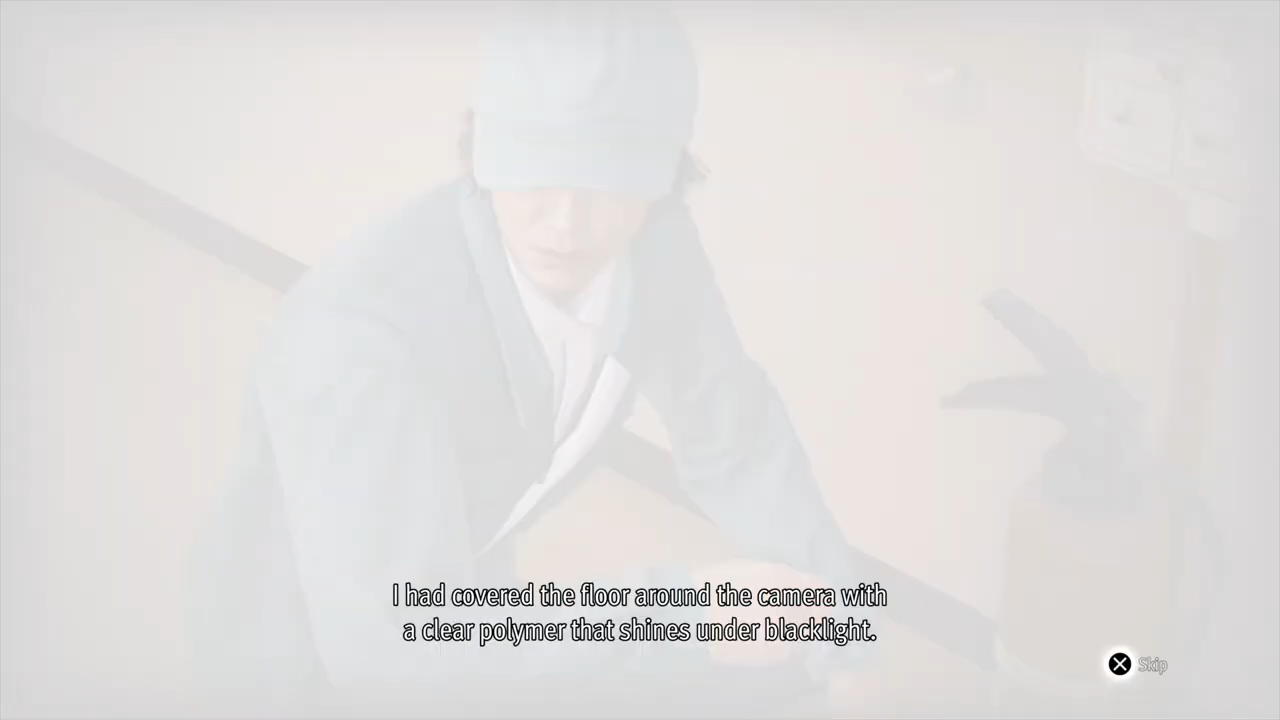 I had covered the floor around the camera with
a clear polymer that shines under blacklight.
Skip